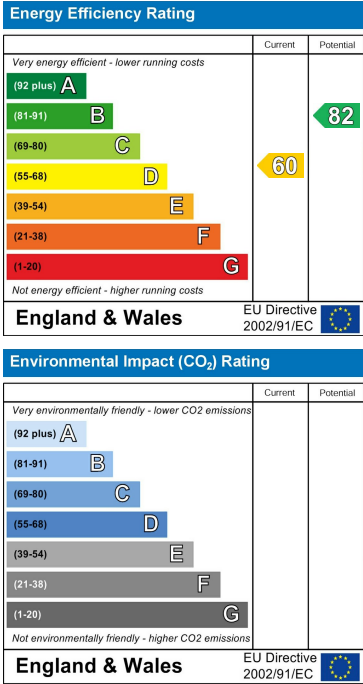 Energy Efficiency Rating
Current Potential
Very energy efficient - lower running costs
(92 plus) A
(81-91) B
(69-80) C
(55-68) D
(39-54) E
(21-38) F
(1-20) G
60
82
Not energy efficient - higher running costs
England & Wales
EU Directive
2002/91/EC
Environmental Impact (CO₂) Rating
Current Potential
Very environmentally friendly - lower CO2 emissions
(92 plus) A
(81-91) B
(69-80) C
(55-68) D
(39-54) E
(21-38) F
(1-20) G
Not environmentally friendly - higher CO2 emissions
England & Wales
EU Directive
2002/91/EC